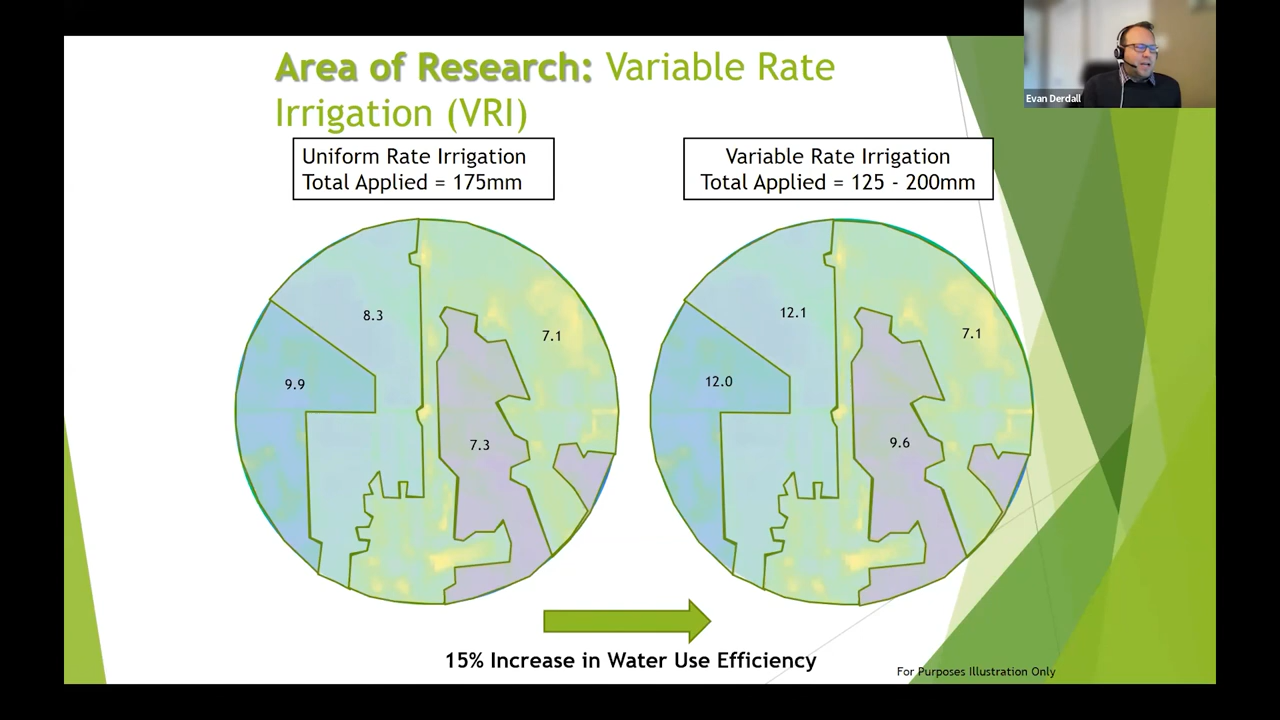 Area of Research: Variable Rate
Irrigation (VRI)
Evan Derdall
Uniform Rate Irrigation
Total Applied = 175mm
Variable Rate Irrigation
Total Applied = 125 - 200mm
8.3
7.1
9.9
7.3
12.1
7.1
12.0
9.6
15% Increase in Water Use Efficiency
For Purposes Illustration Only